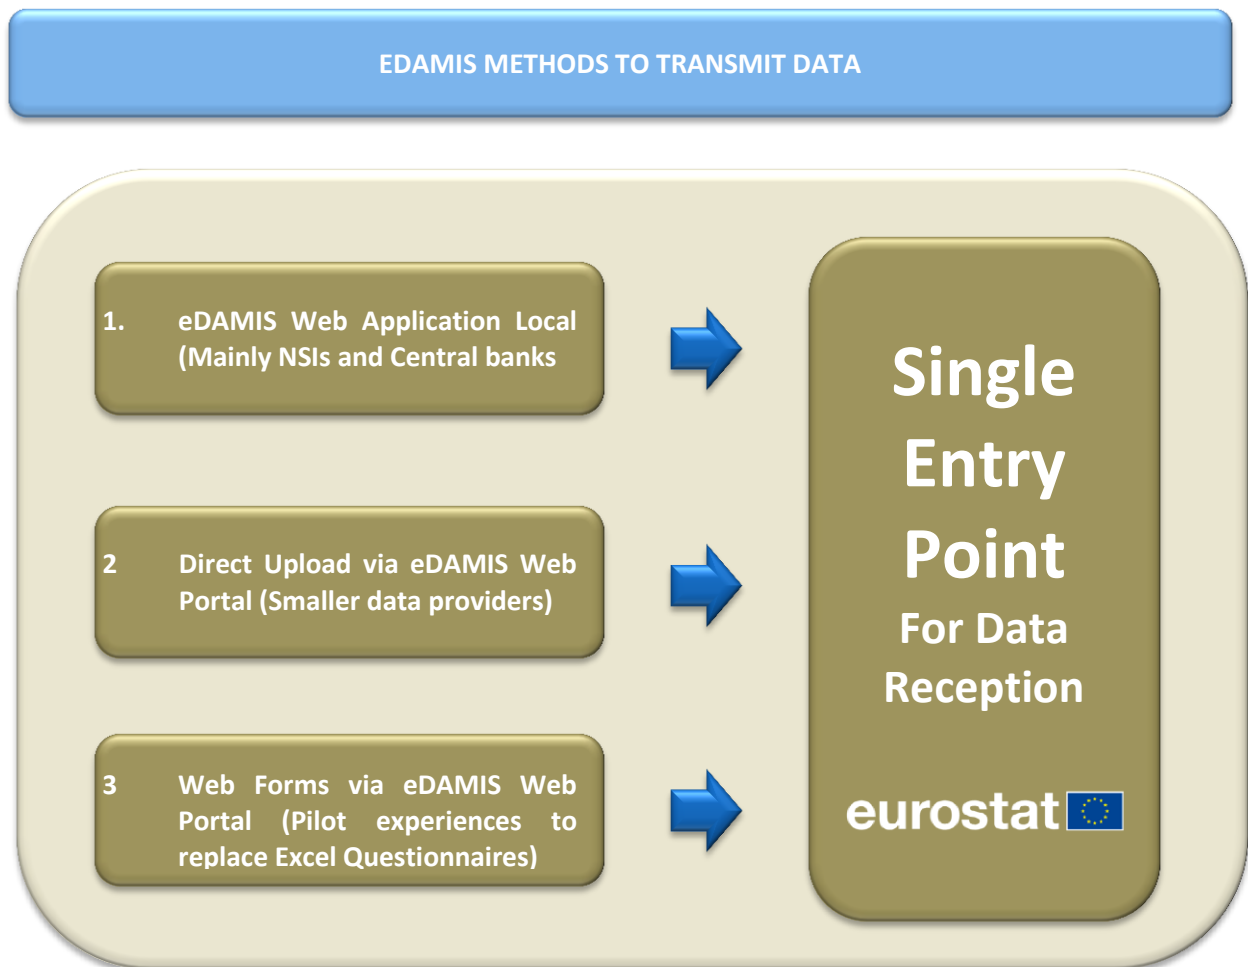 EDAMIS METHODS TO TRANSMIT DATA
1. eDAMIS Web Application Local
(Mainly NSIs and Central banks
2 Direct Upload via eDAMIS Web
Portal (Smaller data providers)
3 Web Forms via eDAMIS Web
Portal (Pilot experiences to
replace Excel Questionnaires)
Single
Entry
Point
For Data
Reception
eurostat